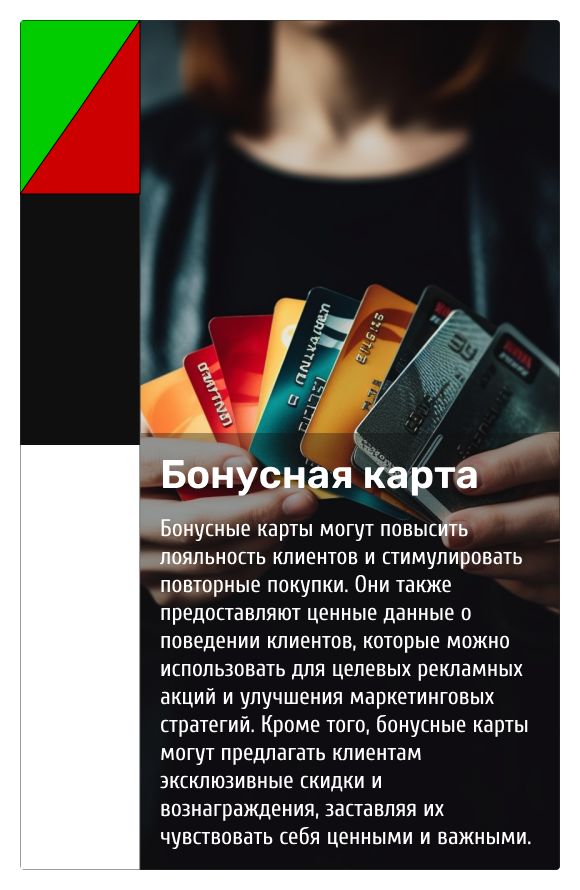 Бонусная карта
Бонусные карты могут повысить
лояльность клиентов и стимулировать
повторные покупки. Они также
предоставляют ценные данные о
поведении клиентов, которые можно
использовать для целевых рекламных
акций и улучшения маркетинговых
стратегий. Кроме того, бонусные карты
могут предлагать клиентам
эксклюзивные скидки и
вознаграждения, заставляя их
чувствовать себя ценными и важными.